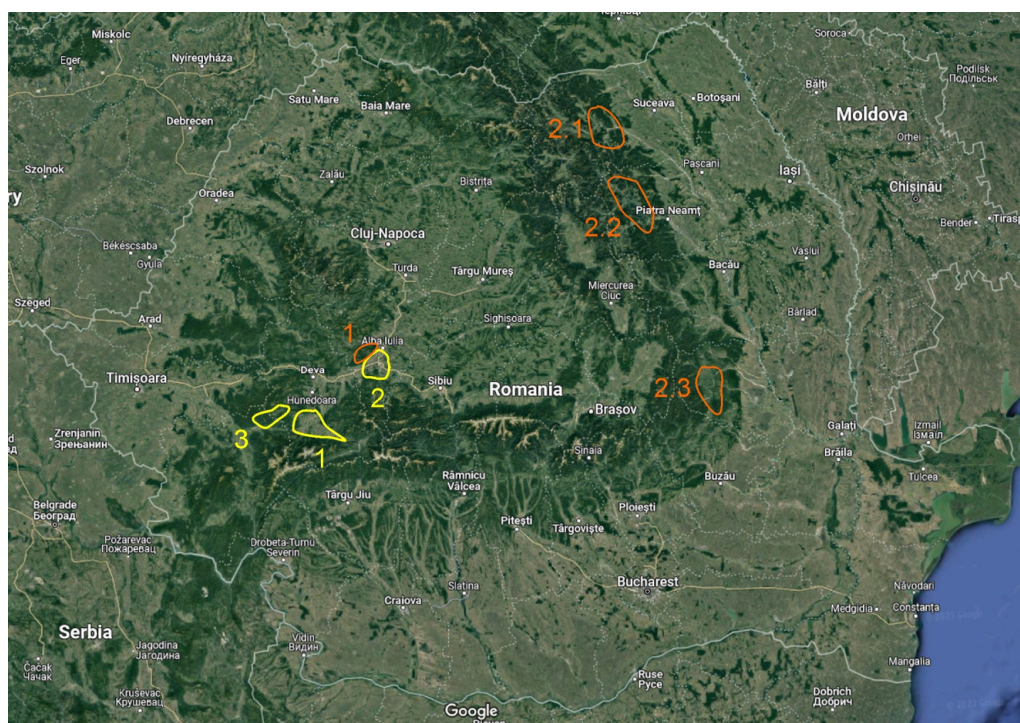 Miskolc
Soroca
Nyíregyháza
Eger
Podilsk
Подільськ
Bălți
Satu Mare
Baia Mare
Suceava
Botoșani
Moldova
Debrecen
2.1
Orhei
Pașcani
Iași
Szolnok
Zalău
Bistrița
Chișinău
Oradea
ry
Piatra Neamț
2.2
Bender
Tirasp
Cluj-Napoca
Békéscsaba
Gyula
Vaslui
Turda
Târgu Mureș
Bacău
Miercurea
Ciuc
Szeged
Arad
Sighișoara
Bârlad
1
Alba Iulia
Deva
Timișoara
Sibiu
Romania
2.3
Hunedoara
2
Brașov
Zrenjanin
Зрењанин
3
1
Galați
Izmail
Ізмаїл
Sinaia
Brăila
Râmnicu
Vâlcea
Buzău
Tulcea
Târgu Jiu
Belgrade
Београд
Ploiești
Pitești
Târgoviște
Požarevac
Пожаревац
Drobeta-Turnu
Severin
Slatina
Bucharest
Năvodari
Craiova
Medgidia
Constanța
Serbia
Vidin
Видин
Jagodina
Јагодина
Čačak
Чачак
Mangalia
Ruse
Русе
Kruševac
Крушевац
Google
Dobrich
Добрич